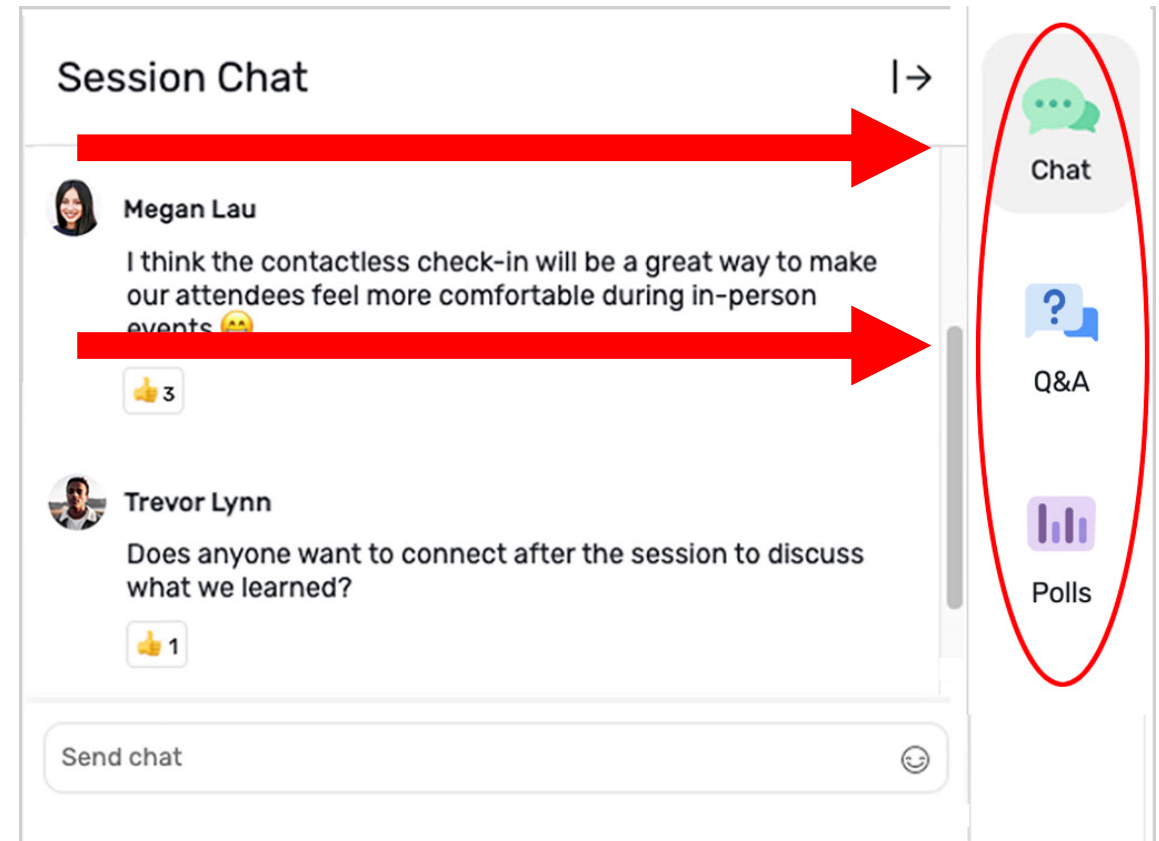 Session Chat
Chat
Megan Lau
I think the contactless check-in will be a great way to make
our attendees feel more comfortable during in-person
events 😁
👍 3
Q&A
Trevor Lynn
Does anyone want to connect after the session to discuss
what we learned?
👍 1
Polls
Send chat